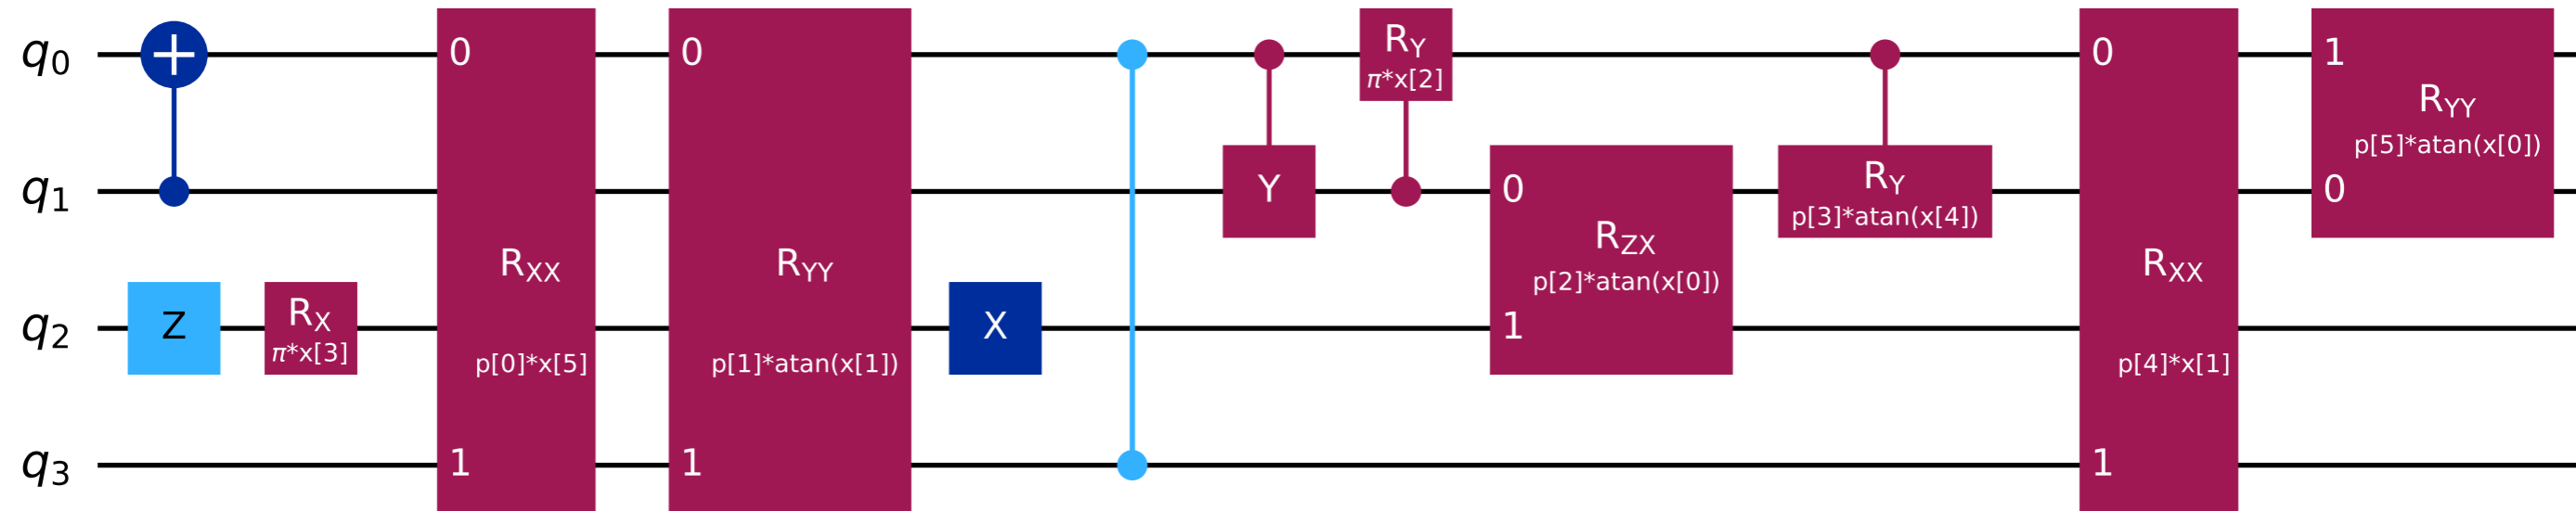 q0
q1
q2
q3
Z
RX
π*x[3]
0
1
RXX
p[0]*x[5]
0
1
RYY
p[1]*atan(x[1])
X
Y
RY
π*x[2]
0
1
RZX
p[2]*atan(x[0])
RY
p[3]*atan(x[4])
0
1
RXX
p[4]*x[1]
1
0
RYY
p[5]*atan(x[0])